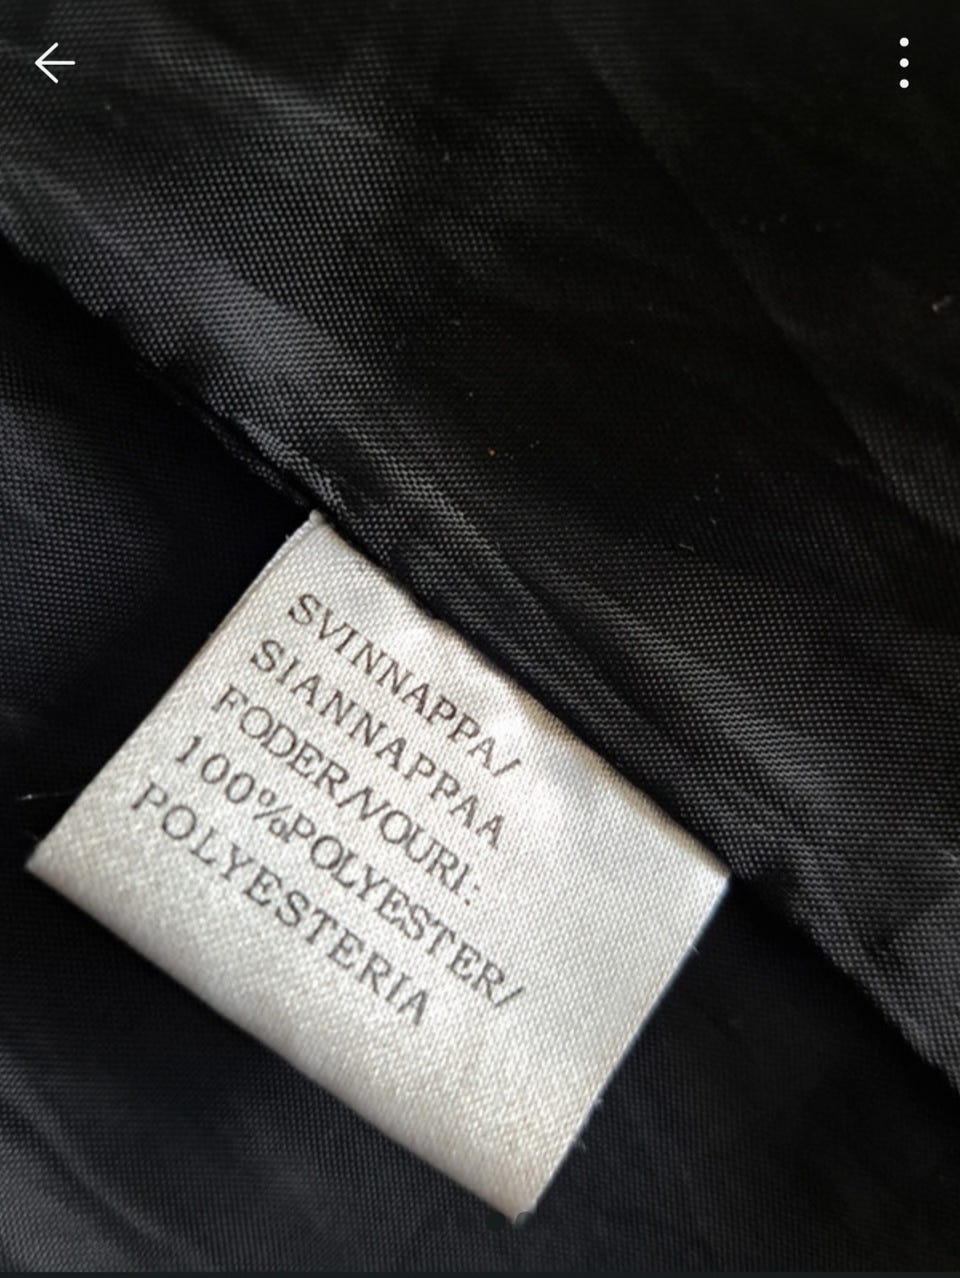 SVINNAPPA/
SIANNAPPAA
FODER/VOURI:
100%POLYESTER/
POLYESTERIA